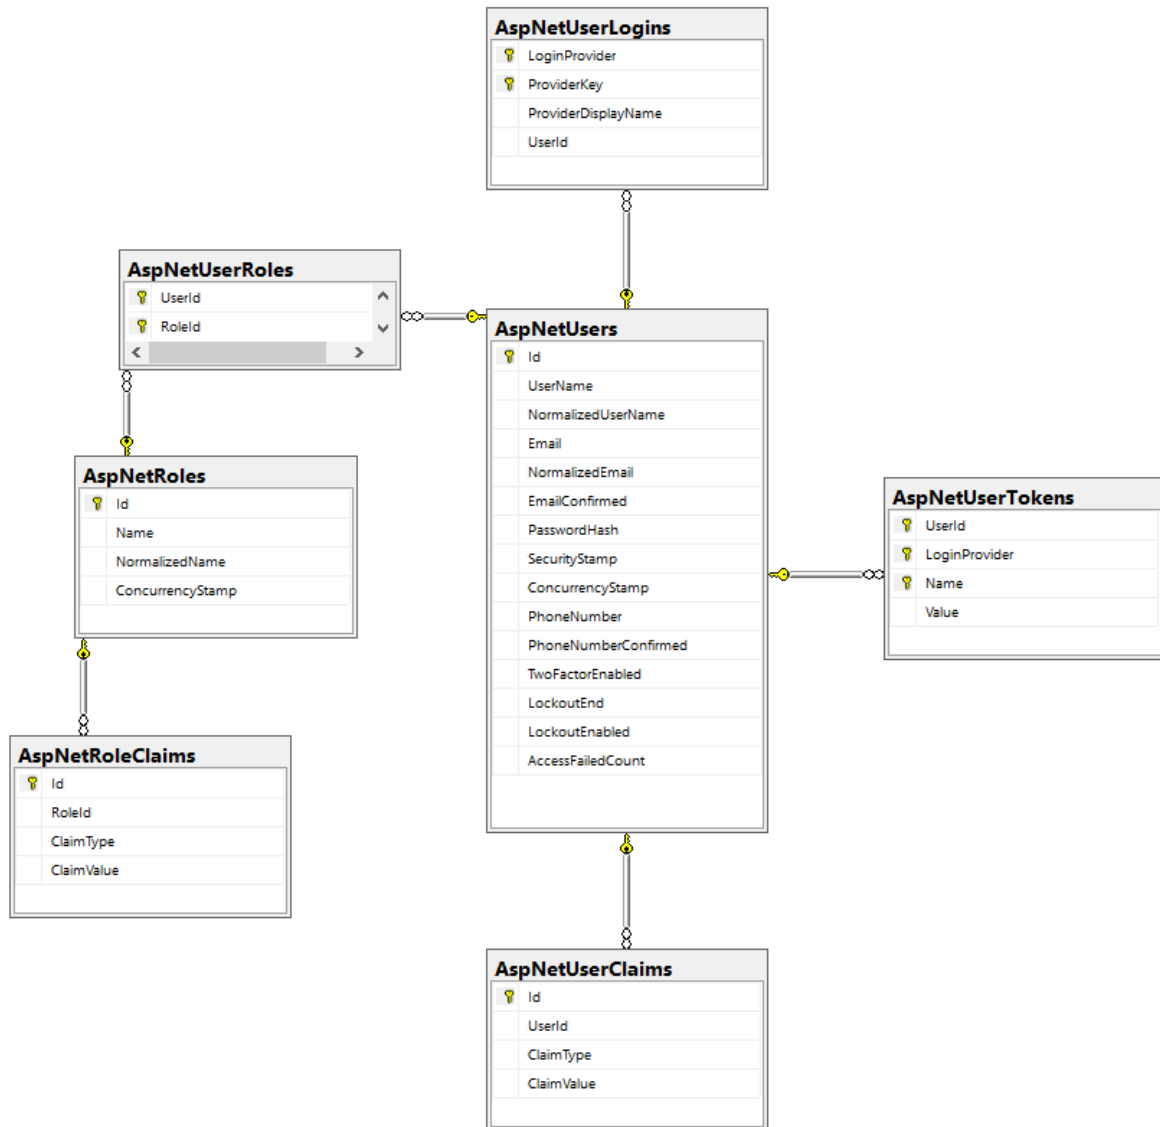 AspNetUserLogins
LoginProvider
ProviderKey
ProviderDisplayName
UserId
AspNetUserRoles
UserId
RoleId
AspNetUsers
Id
UserName
NormalizedUserName
Email
NormalizedEmail
EmailConfirmed
PasswordHash
SecurityStamp
ConcurrencyStamp
PhoneNumber
PhoneNumberConfirmed
TwoFactorEnabled
LockoutEnd
LockoutEnabled
AccessFailedCount
AspNetRoles
Id
Name
NormalizedName
ConcurrencyStamp
AspNetUserTokens
UserId
LoginProvider
Name
Value
AspNetRoleClaims
Id
RoleId
ClaimType
ClaimValue
AspNetUserClaims
Id
UserId
ClaimType
ClaimValue